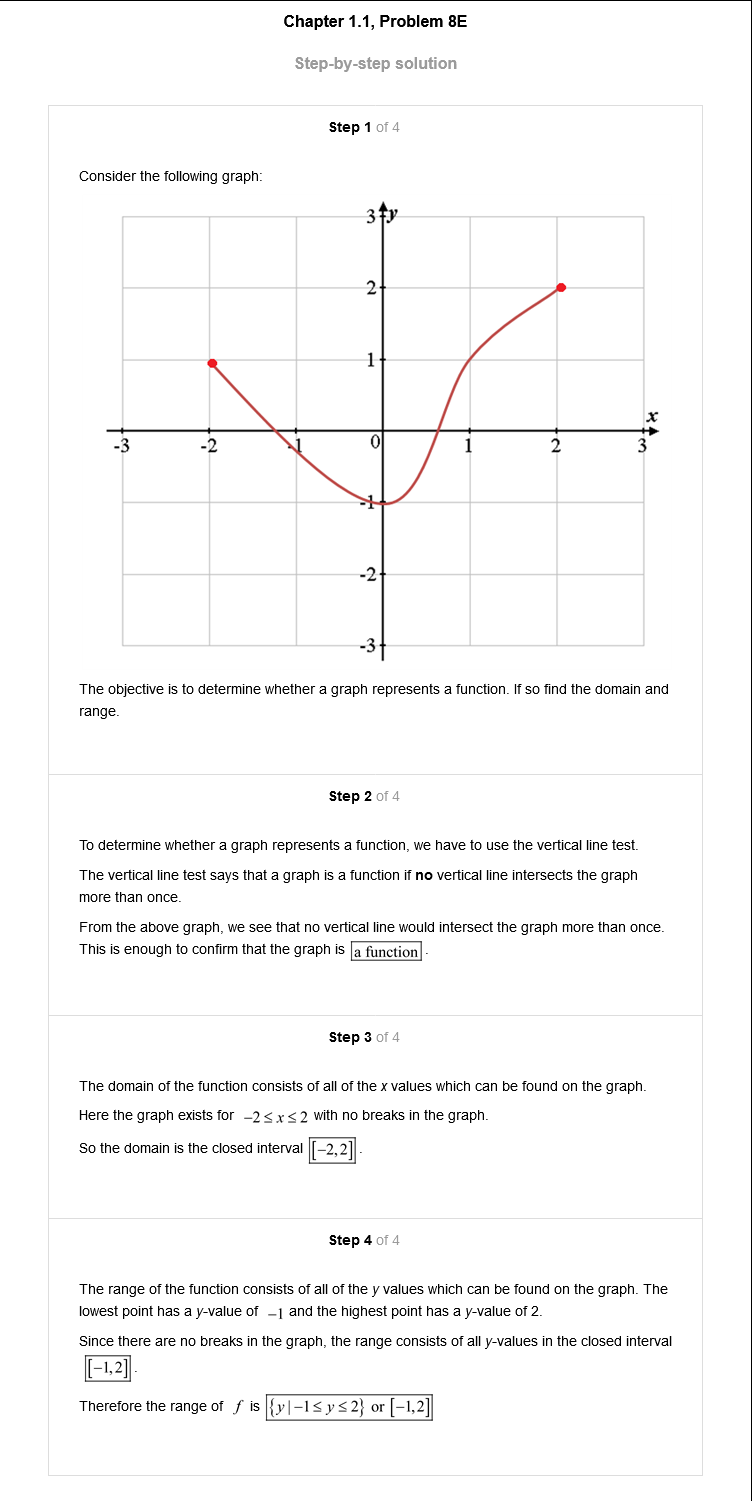 Chapter 1.1, Problem 8E
Step-by-step solution
Step 1 of 4
Consider the following graph:
3 y
2
1
x
-3 -2 -1 0 1 2 3
-1
-2
-3
The objective is to determine whether a graph represents a function. If so find the domain and
range.
Step 2 of 4
To determine whether a graph represents a function, we have to use the vertical line test.
The vertical line test says that a graph is a function if no vertical line intersects the graph
more than once.
From the above graph, we see that no vertical line would intersect the graph more than once.
This is enough to confirm that the graph is a function.
Step 3 of 4
The domain of the function consists of all of the x values which can be found on the graph.
Here the graph exists for −2 ≤ x ≤ 2 with no breaks in the graph.
So the domain is the closed interval [−2,2].
Step 4 of 4
The range of the function consists of all of the y values which can be found on the graph. The
lowest point has a y-value of −1 and the highest point has a y-value of 2.
Since there are no breaks in the graph, the range consists of all y-values in the closed interval
[−1,2].
Therefore the range of f is {y | −1 ≤ y ≤ 2} or [−1,2]